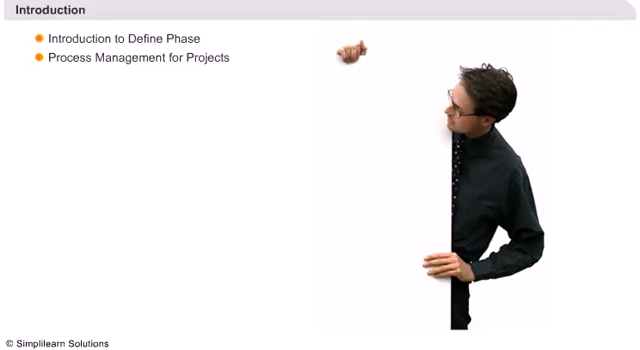 Introduction
Introduction to Define Phase
Process Management for Projects
© Simplilearn Solutions